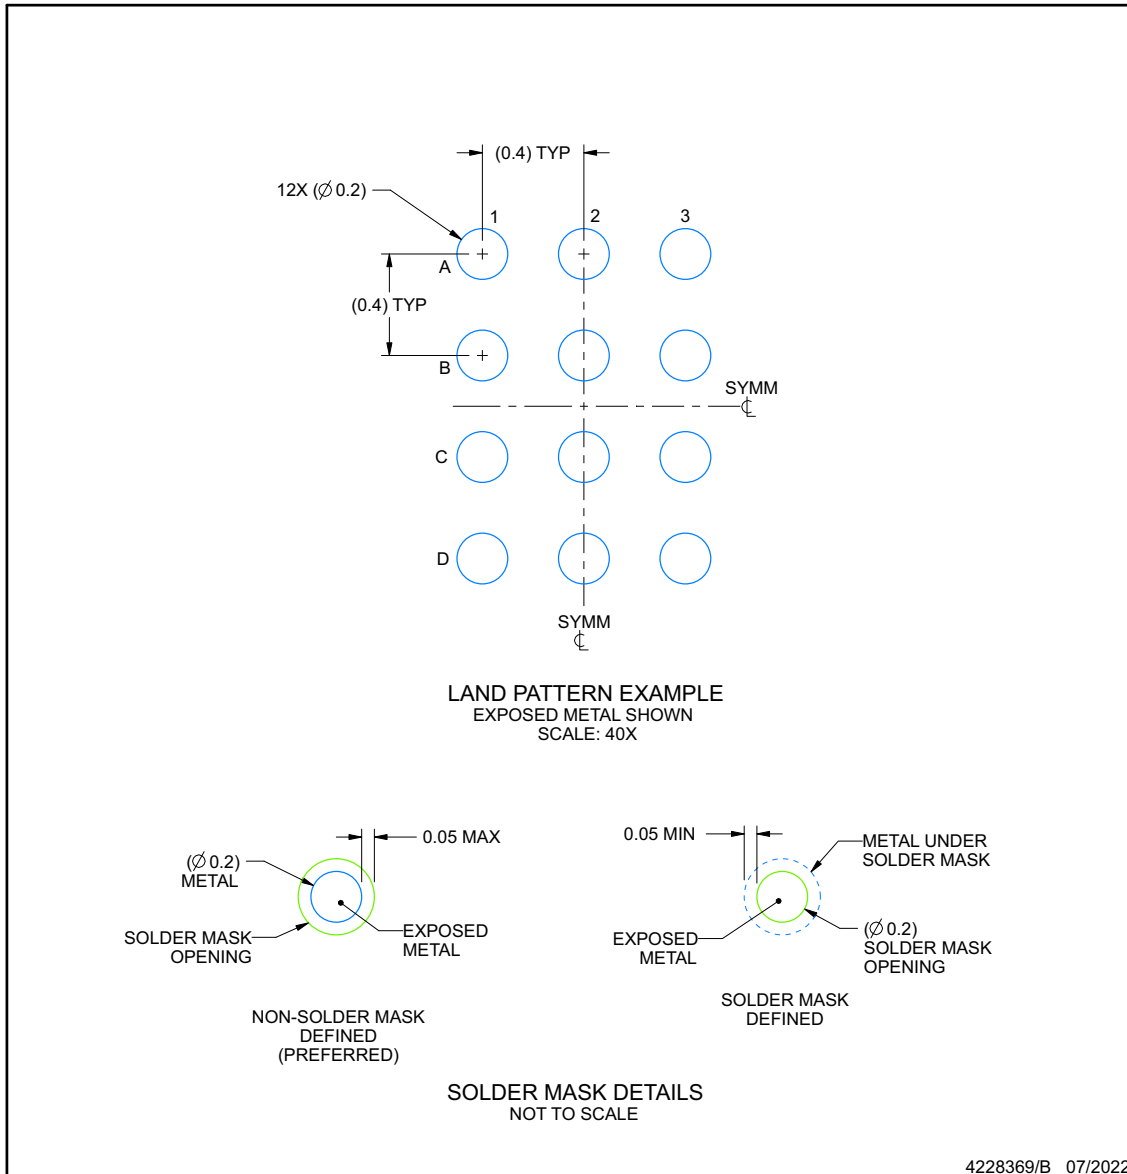 (0.4) TYP
12X (∅ 0.2)
1
2
3
A
(0.4) TYP
B
SYMM
C
D
SYMM
LAND PATTERN EXAMPLE
EXPOSED METAL SHOWN
SCALE: 40X
0.05 MAX
(∅ 0.2)
METAL
SOLDER MASK
OPENING
EXPOSED
METAL
NON-SOLDER MASK
DEFINED
(PREFERRED)
0.05 MIN
METAL UNDER
SOLDER MASK
EXPOSED
METAL
(∅ 0.2)
SOLDER MASK
OPENING
SOLDER MASK
DEFINED
SOLDER MASK DETAILS
NOT TO SCALE
4228369/B 07/2022